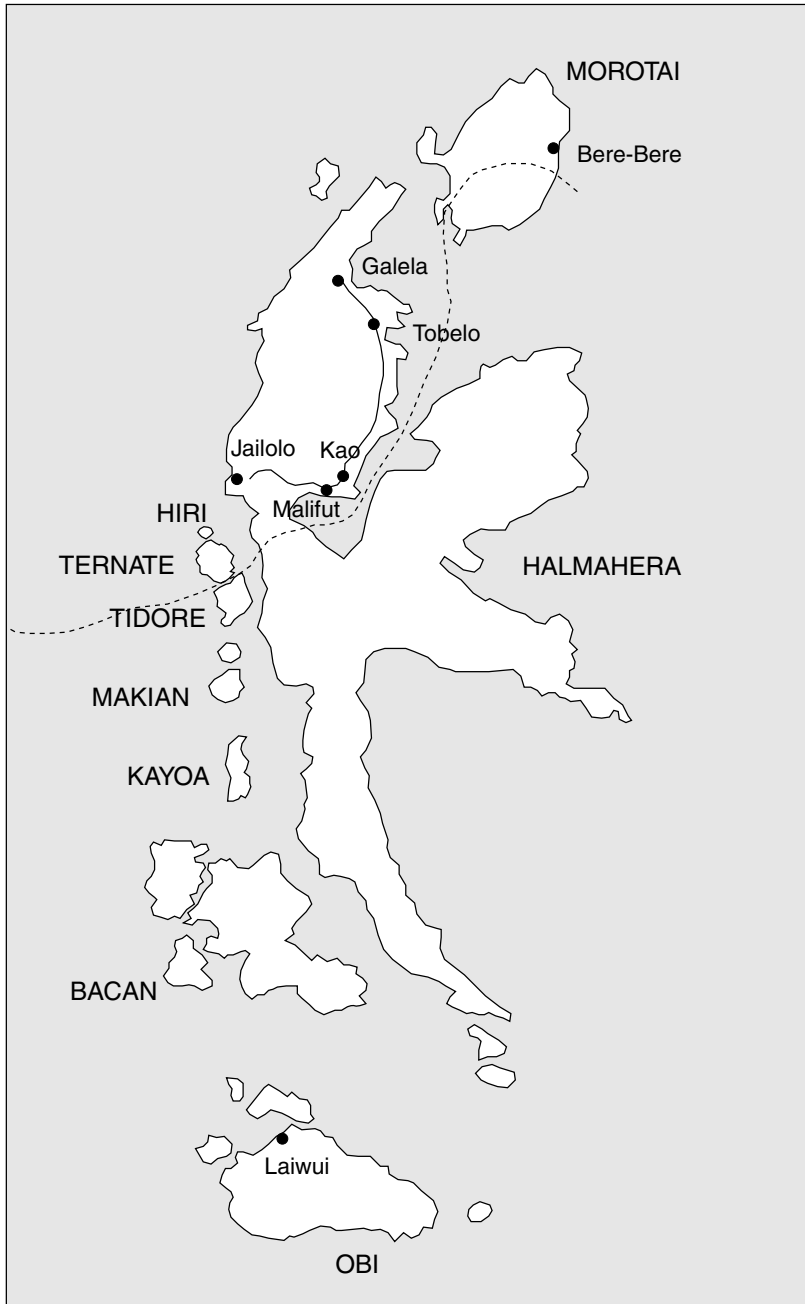 MOROTAI
Bere-Bere
Galela
Tobelo
Jailolo
Kao
Malifut
HIRI
TERNATE
HALMAHERA
TIDORE
MAKIAN
KAYOA
BACAN
Laiwui
OBI